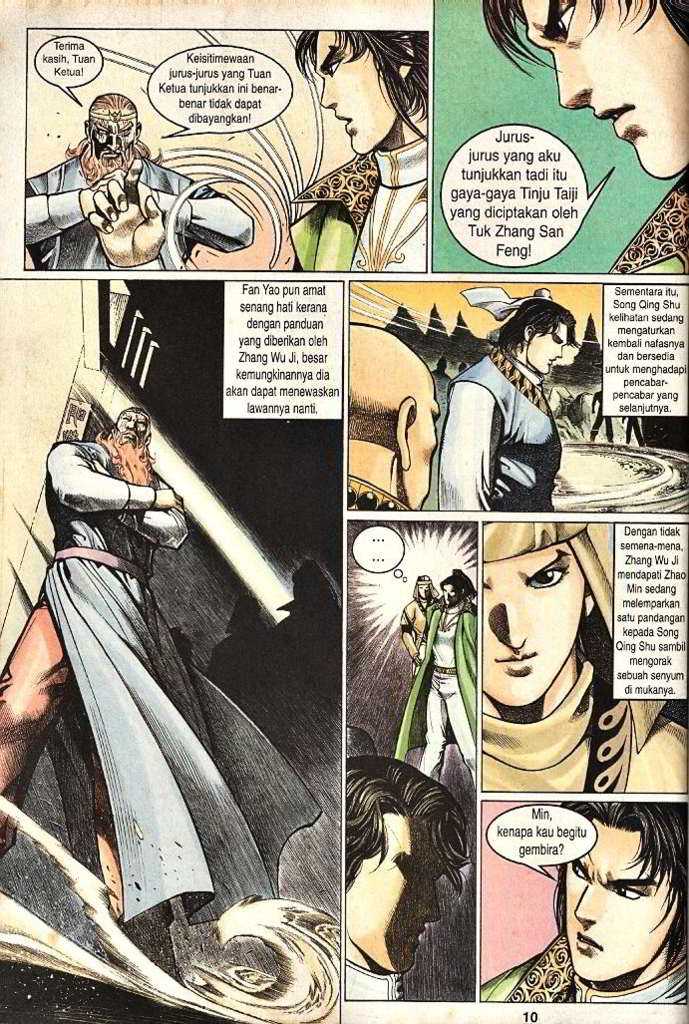 Terima
kasih, Tuan
Ketua!
Keisitimewaan
jurus-jurus yang Tuan
Ketua tunjukkan ini benar-
benar tidak dapat
dibayangkan!
Jurus-
jurus yang aku
tunjukkan tadi itu
gaya-gaya Tinju Taiji
yang diciptakan oleh
Tuk Zhang San
Feng!
Fan Yao pun amat
senang hati kerana
dengan panduan
yang diberikan oleh
Zhang Wu Ji, besar
kemungkinannya dia
akan dapat menewaskan
lawannya nanti.
Sementara itu,
Song Qing Shu
kelihatan sedang
mengaturkan
kembali nafasnya
dan bersedia
untuk menghadapi
pencabar-
pencabar yang
selanjutnya.
...
...
Dengan tidak
semena-mena,
Zhang Wu Ji
mendapati Zhao
Min sedang
melemparkan
satu pandangan
kepada Song
Qing Shu sambil
mengorak
sebuah senyum
di mukanya.
Min,
kenapa kau begitu
gembira?
10